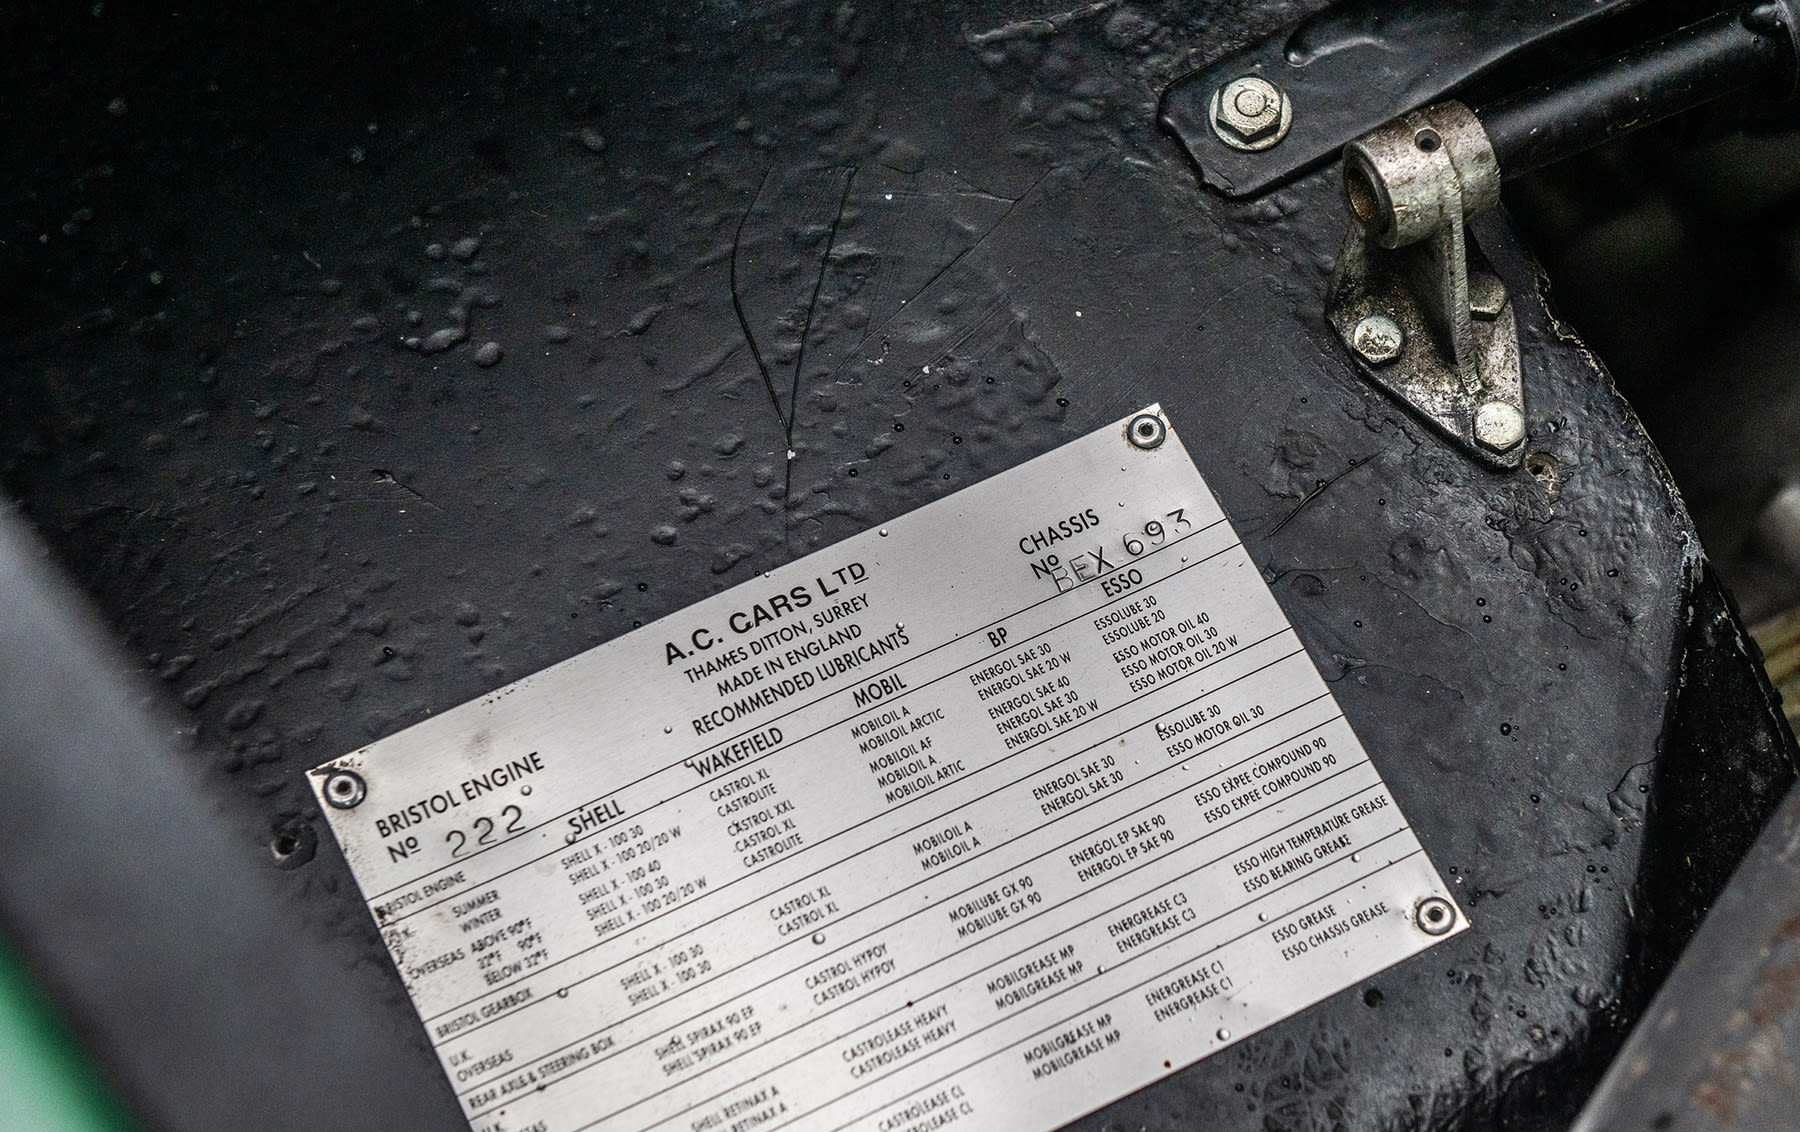 A.C. CARS LTD
THAMES DITTON, SURREY
MADE IN ENGLAND
RECOMMENDED LUBRICANTS
BRISTOL ENGINE
Nº 222
CHASSIS
Nº BEX 693
SHELL WAKEFIELD MOBIL BP ESSO
BRISTOL ENGINE
U.K. SUMMER SHELL X - 100 30 CASTROL XL MOBILOIL A ENERGOL SAE 30 ESSOLUBE 30
WINTER SHELL X - 100 20/20 W CASTROLITE MOBILOIL ARCTIC ENERGOL SAE 20 W ESSOLUBE 20
OVERSEAS ABOVE 90°F SHELL X - 100 40 CASTROL XXL MOBILOIL AF ENERGOL SAE 40 ESSO MOTOR OIL 40
32°F 90°F SHELL X - 100 30 CASTROL XL MOBILOIL A ENERGOL SAE 30 ESSO MOTOR OIL 30
BELOW 32°F SHELL X - 100 20/20 W CASTROLITE MOBILOIL ARTIC ENERGOL SAE 20 W ESSO MOTOR OIL 20 W
BRISTOL GEARBOX
U.K. SHELL X - 100 30 CASTROL XL MOBILOIL A ENERGOL SAE 30 ESSOLUBE 30
OVERSEAS SHELL X - 100 30 CASTROL XL MOBILOIL A ENERGOL SAE 30 ESSO MOTOR OIL 30
REAR AXLE & STEERING BOX
U.K. SHELL SPIRAX 90 EP CASTROL HYPOY MOBILUBE GX 90 ENERGOL EP SAE 90 ESSO EXPEE COMPOUND 90
SHELL SPIRAX 90 EP CASTROL HYPOY MOBILUBE GX 90 ENERGOL EP SAE 90 ESSO EXPEE COMPOUND 90
SHELL RETINAX A CASTROLEASE HEAVY MOBILGREASE MP ENERGREASE C3 ESSO HIGH TEMPERATURE GREASE
RETINAX A CASTROLEASE HEAVY MOBILGREASE MP ENERGREASE C3 ESSO BEARING GREASE
CASTROLEASE CL MOBILGREASE MP ENERGREASE C1 ESSO GREASE
CASTROLEASE CL MOBILGREASE MP ENERGREASE C1 ESSO CHASSIS GREASE